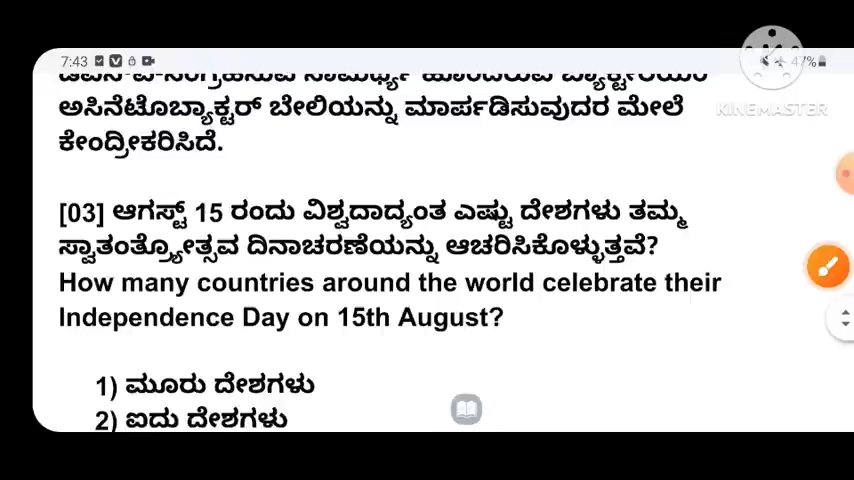 7:43
47%
KINEMASTER
ಅಸಿನೆಟೊಬ್ಯಾಕ್ಟರ್ ಬೇಲಿಯನ್ನು ಮಾರ್ಪಡಿಸುವುದರ ಮೇಲೆ
ಕೇಂದ್ರೀಕರಿಸಿದೆ.
[03] ಆಗಸ್ಟ್ 15 ರಂದು ವಿಶ್ವದಾದ್ಯಂತ ಎಷ್ಟು ದೇಶಗಳು ತಮ್ಮ
ಸ್ವಾತಂತ್ರ್ಯೋತ್ಸವ ದಿನಾಚರಣೆಯನ್ನು ಆಚರಿಸಿಕೊಳ್ಳುತ್ತವೆ?
How many countries around the world celebrate their
Independence Day on 15th August?
1) ಮೂರು ದೇಶಗಳು
2) ಐದು ದೇಶಗಳು